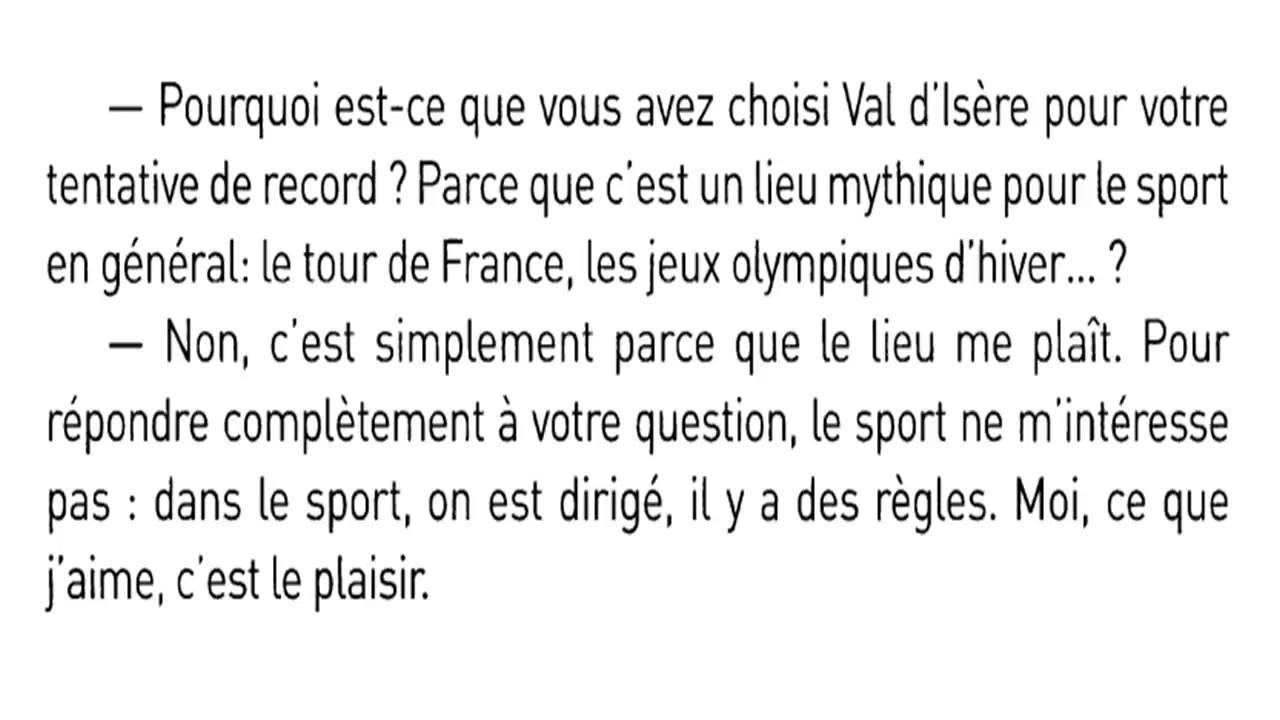 — Pourquoi est-ce que vous avez choisi Val d'Isère pour votre
tentative de record ? Parce que c'est un lieu mythique pour le sport
en général: le tour de France, les jeux olympiques d'hiver... ?
— Non, c'est simplement parce que le lieu me plaît. Pour
répondre complètement à votre question, le sport ne m'intéresse
pas : dans le sport, on est dirigé, il y a des règles. Moi, ce que
j'aime, c'est le plaisir.